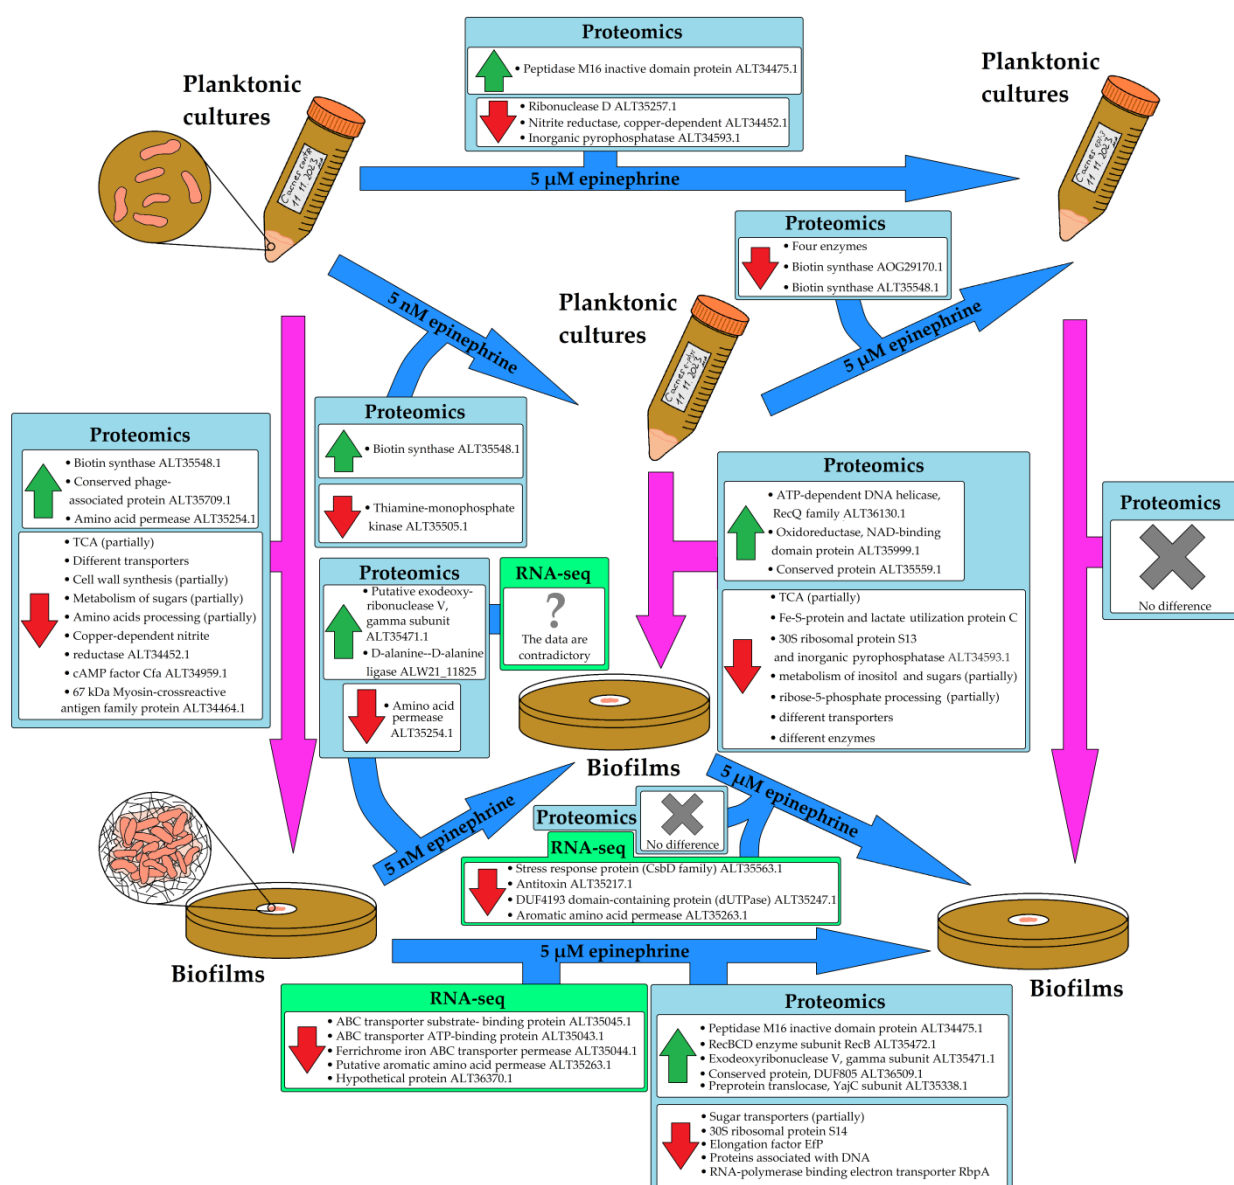 Proteomics
• Peptidase M16 inactive domain protein ALT34475.1
• Ribonuclease D ALT35257.1
• Nitrite reductase, copper-dependent ALT34452.1
• Inorganic pyrophosphatase ALT34593.1
Planktonic
cultures
Planktonic
cultures
11 11 2023
11 11 2023
5 μM epinephrine
Proteomics
• Four enzymes
• Biotin synthase AOG29170.1
• Biotin synthase ALT35548.1
5 nM epinephrine
Planktonic
cultures
11 11 2023
5 μM epinephrine
Proteomics
• Biotin synthase ALT35548.1
• Conserved phage-
associated protein ALT35709.1
• Amino acid permease ALT35254.1
• TCA (partially)
• Different transporters
• Cell wall synthesis (partially)
• Metabolism of sugars (partially)
• Amino acids processing (partially)
• Copper-dependent nitrite
reductase ALT34452.1
• cAMP factor Cfa ALT34959.1
• 67 kDa Myosin-crossreactive
antigen family protein ALT34464.1
Proteomics
• Biotin synthase ALT35548.1
• Thiamine-monophosphate
kinase ALT35505.1
Proteomics
• ATP-dependent DNA helicase,
RecQ family ALT36130.1
• Oxidoreductase, NAD-binding
domain protein ALT35999.1
• Conserved protein ALT35559.1
• TCA (partially)
• Fe-S-protein and lactate utilization protein C
• 30S ribosomal protein S13
and inorganic pyrophosphatase ALT34593.1
• metabolism of inositol and sugars (partially)
• ribose-5-phosphate processing (partially)
• different transporters
• different enzymes
Proteomics
No difference
Proteomics
• Putative exodeoxy-
ribonuclease V,
gamma subunit
ALT35471.1
• D-alanine--D-alanine
ligase ALW21_11825
• Amino acid
permease
ALT35254.1
RNA-seq
?
The data are
contradictory
Biofilms
5 nM epinephrine
5 μM epinephrine
Proteomics
No difference
RNA-seq
• Stress response protein (CsbD family) ALT35563.1
• Antitoxin ALT35217.1
• DUF4193 domain-containing protein (dUTPase) ALT35247.1
• Aromatic amino acid permease ALT35263.1
Biofilms
5 μM epinephrine
Biofilms
RNA-seq
• ABC transporter substrate- binding protein ALT35045.1
• ABC transporter ATP-binding protein ALT35043.1
• Ferrichrome iron ABC transporter permease ALT35044.1
• Putative aromatic amino acid permease ALT35263.1
• Hypothetical protein ALT36370.1
Proteomics
• Peptidase M16 inactive domain protein ALT34475.1
• RecBCD enzyme subunit RecB ALT35472.1
• Exodeoxyribonuclease V, gamma subunit ALT35471.1
• Conserved protein, DUF805 ALT36509.1
• Preprotein translocase, YajC subunit ALT35338.1
• Sugar transporters (partially)
• 30S ribosomal protein S14
• Elongation factor EfP
• Proteins associated with DNA
• RNA-polymerase binding electron transporter RbpA